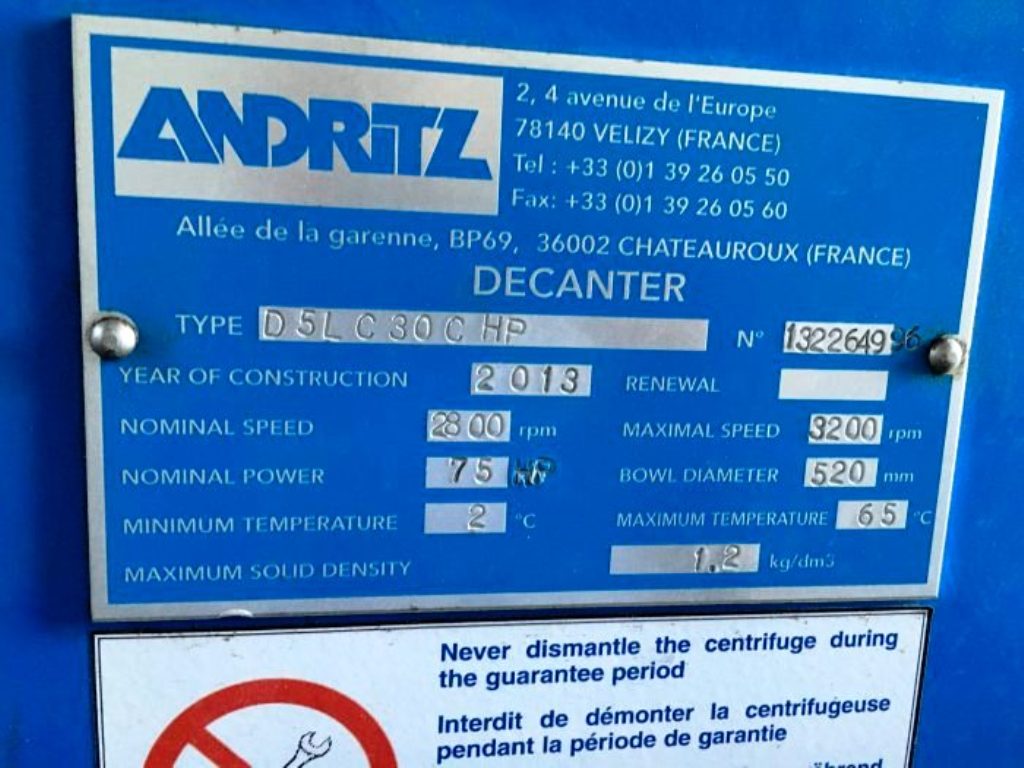 ANDRITZ
2, 4 avenue de l'Europe
78140 VELIZY (FRANCE)
Tel : +33 (0)1 39 26 05 50
Fax: +33 (0)1 39 26 05 60
Allée de la garenne, BP69, 36002 CHATEAUROUX (FRANCE)
DECANTER
TYPE D5LC30CHP N° 132264996
YEAR OF CONSTRUCTION 2013 RENEWAL
NOMINAL SPEED 2800 rpm MAXIMAL SPEED 3200 rpm
NOMINAL POWER 75 HP BOWL DIAMETER 520 mm
MINIMUM TEMPERATURE 2 °C MAXIMUM TEMPERATURE 65 °C
MAXIMUM SOLID DENSITY 1,2 kg/dm3
Never dismantle the centrifuge during
the guarantee period
Interdit de démonter la centrifugeuse
pendant la période de garantie